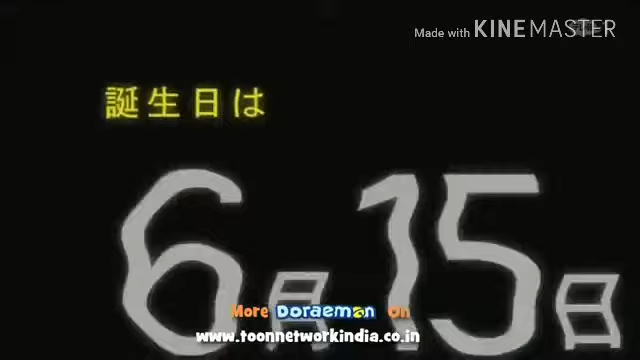 Made with KINEMASTER
誕生日は
6月15日
More Doraemon On
www.toonnetworkindia.co.in